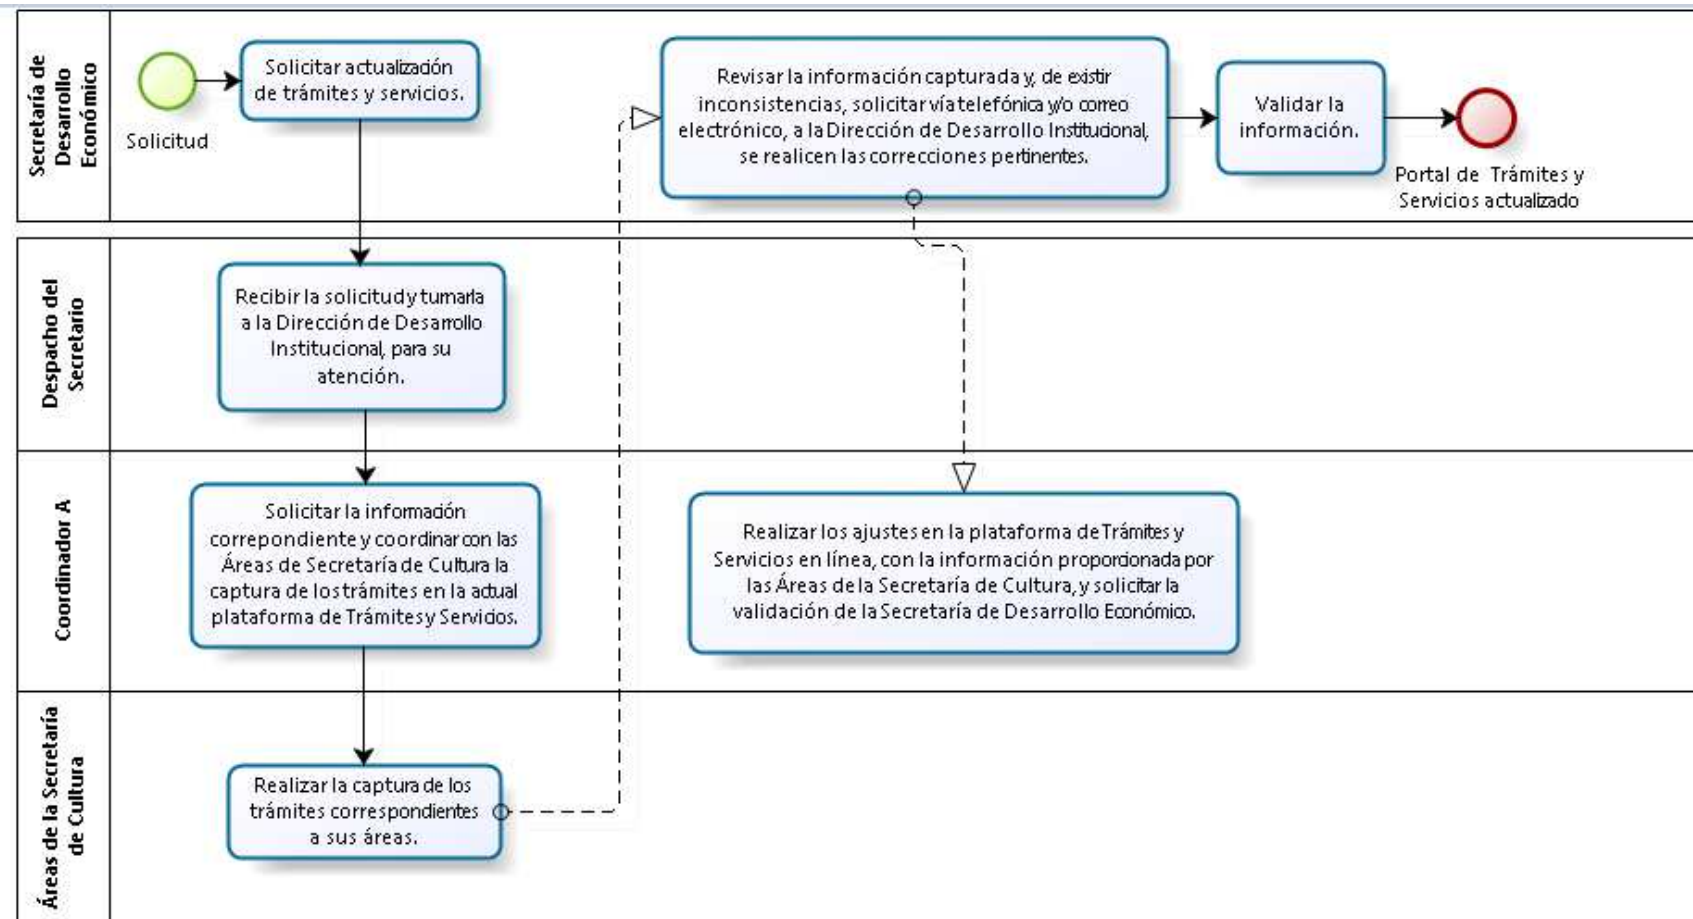 Secretaría de
Desarrollo
Económico
Solicitud
Solicitar actualización
de trámites y servicios.
Revisar la información capturada y, de existir
inconsistencias, solicitar vía telefónica y/o correo
electrónico, a la Dirección de Desarrollo Institucional,
se realicen las correcciones pertinentes.
Validar la
información.
Portal de Trámites y
Servicios actualizado
Despacho del
Secretario
Recibir la solicitud y turnarla
a la Dirección de Desarrollo
Institucional, para su
atención.
Coordinador A
Solicitar la información
correpondiente y coordinar con las
Áreas de Secretaría de Cultura la
captura de los trámites en la actual
plataforma de Trámites y Servicios.
Realizar los ajustes en la plataforma de Trámites y
Servicios en línea, con la información proporcionada por
las Áreas de la Secretaría de Cultura, y solicitar la
validación de la Secretaría de Desarrollo Económico.
Áreas de la Secretaría
de Cultura
Realizar la captura de los
trámites correspondientes
a sus áreas.